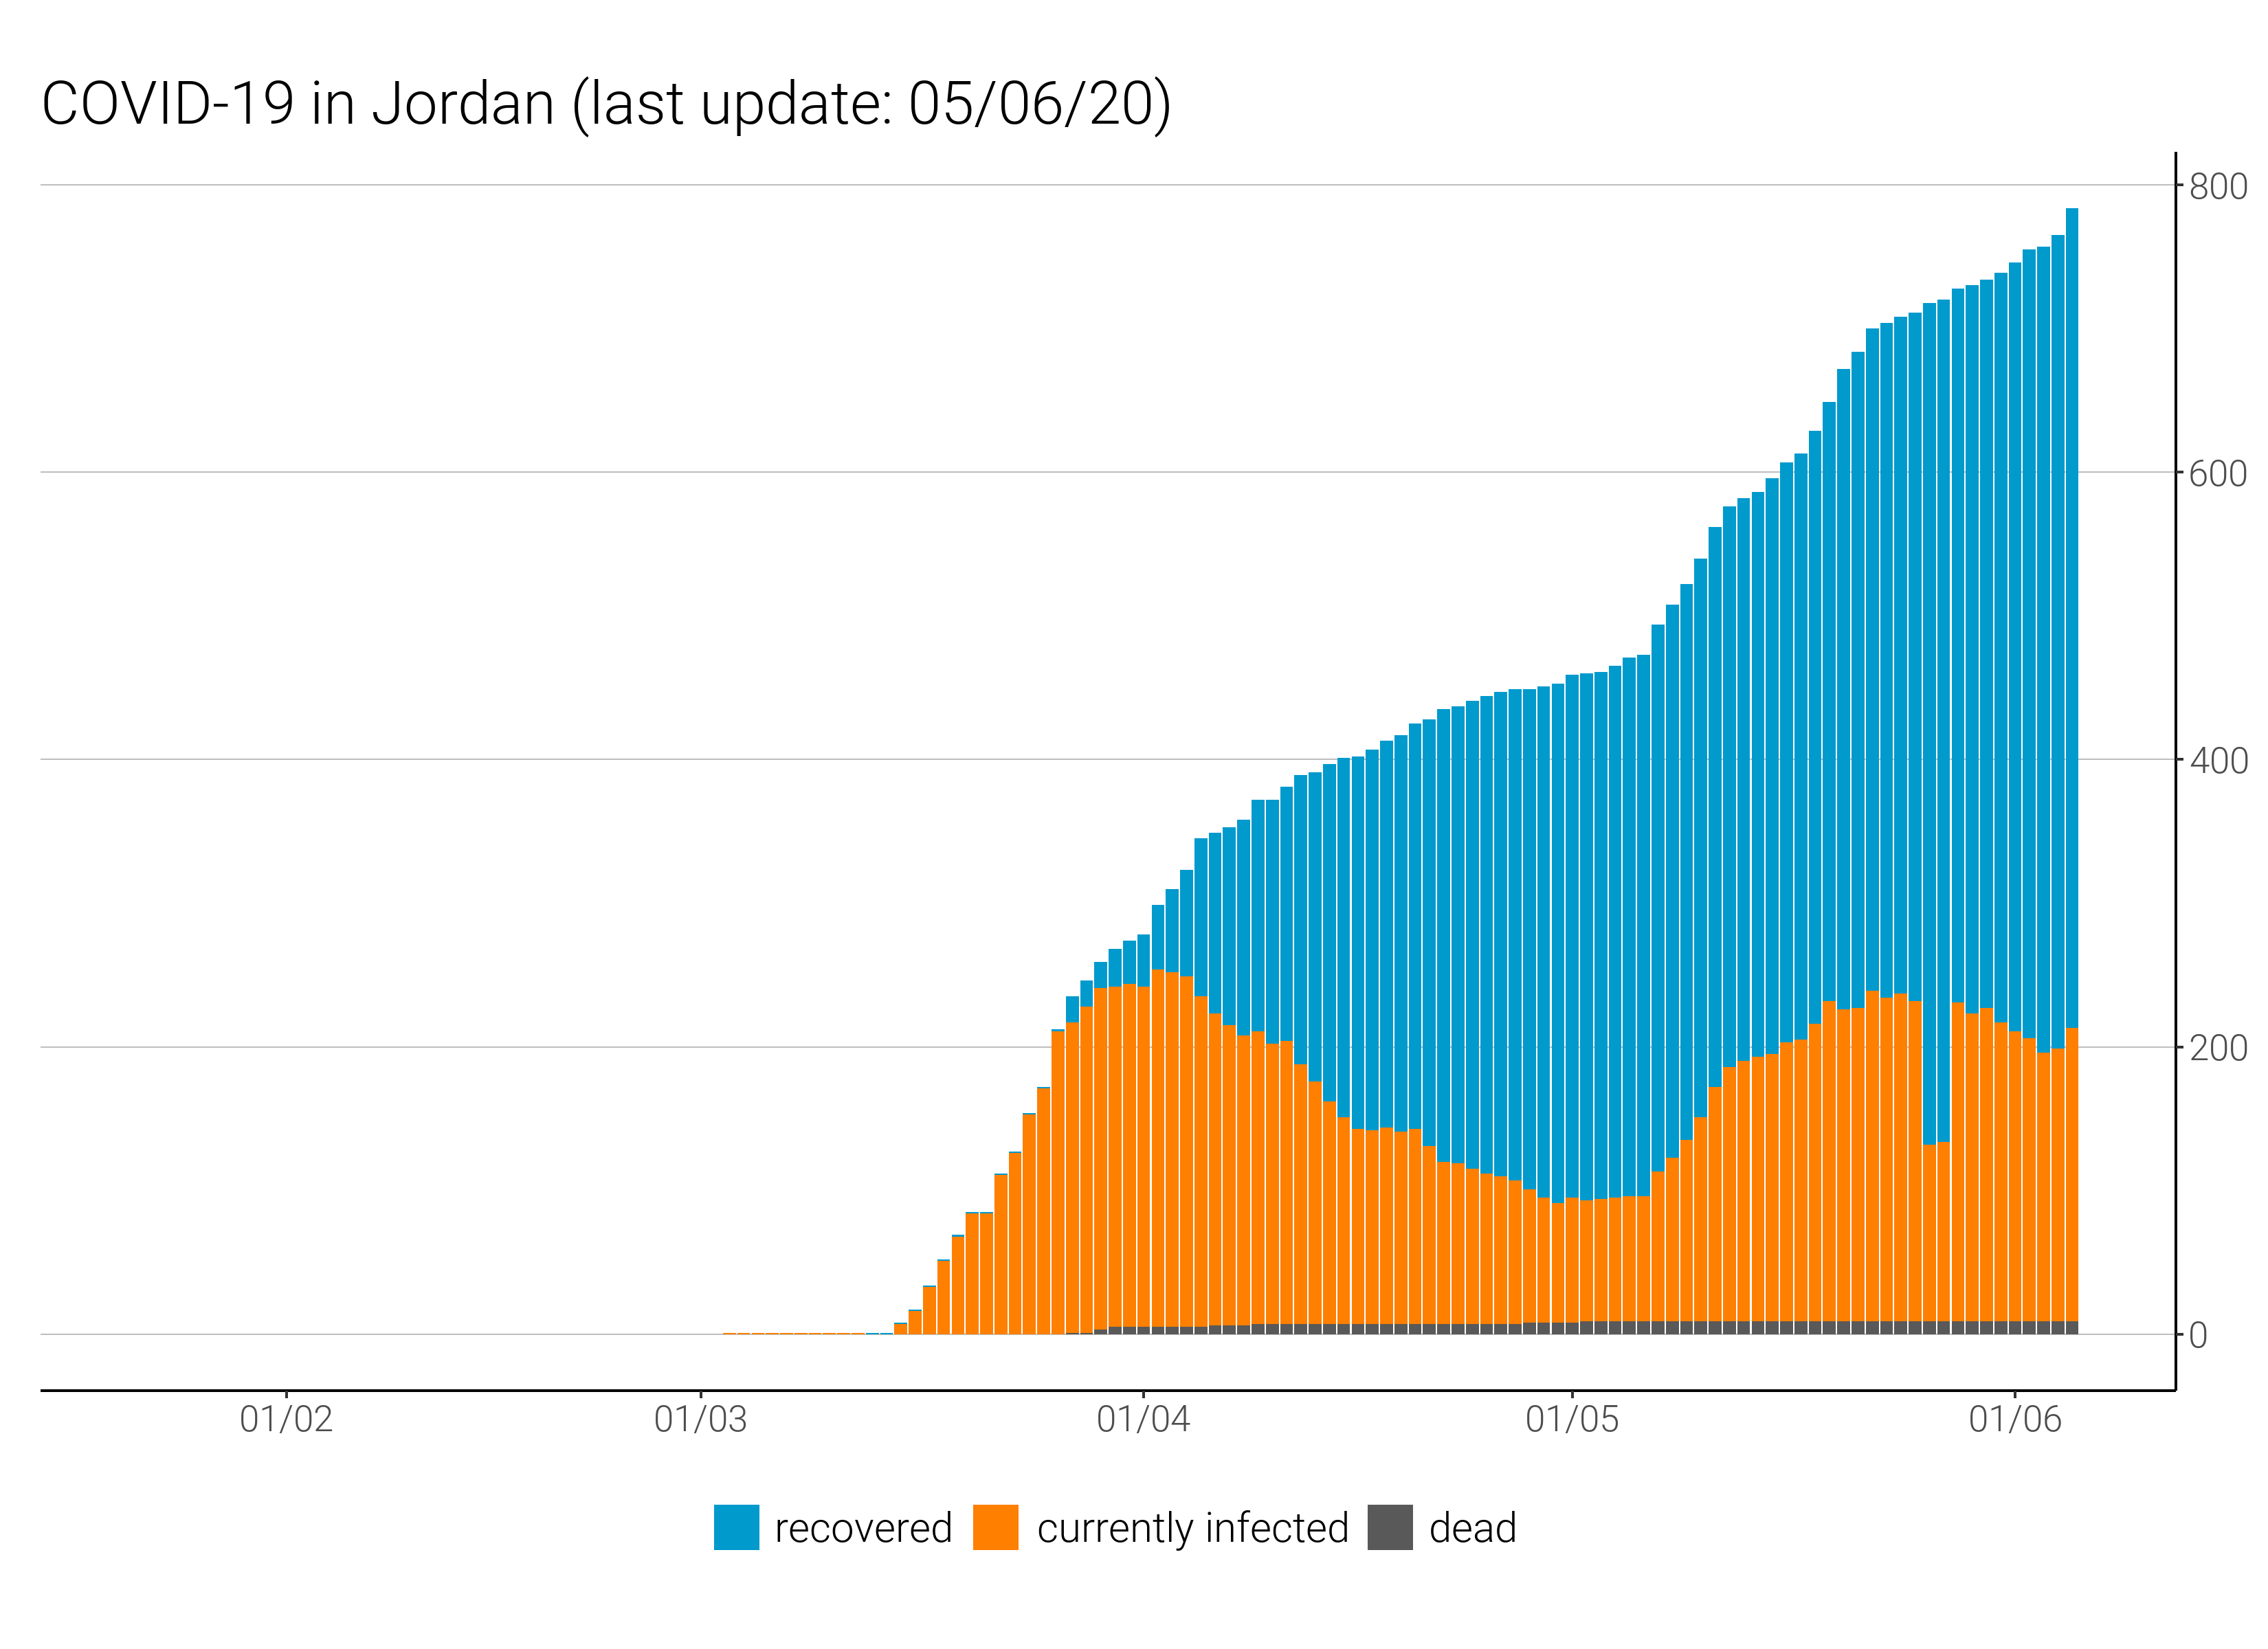 COVID-19 in Jordan (last update: 05/06/20)
800
600
400
200
0
01/02 01/03 01/04 01/05 01/06
recovered currently infected dead